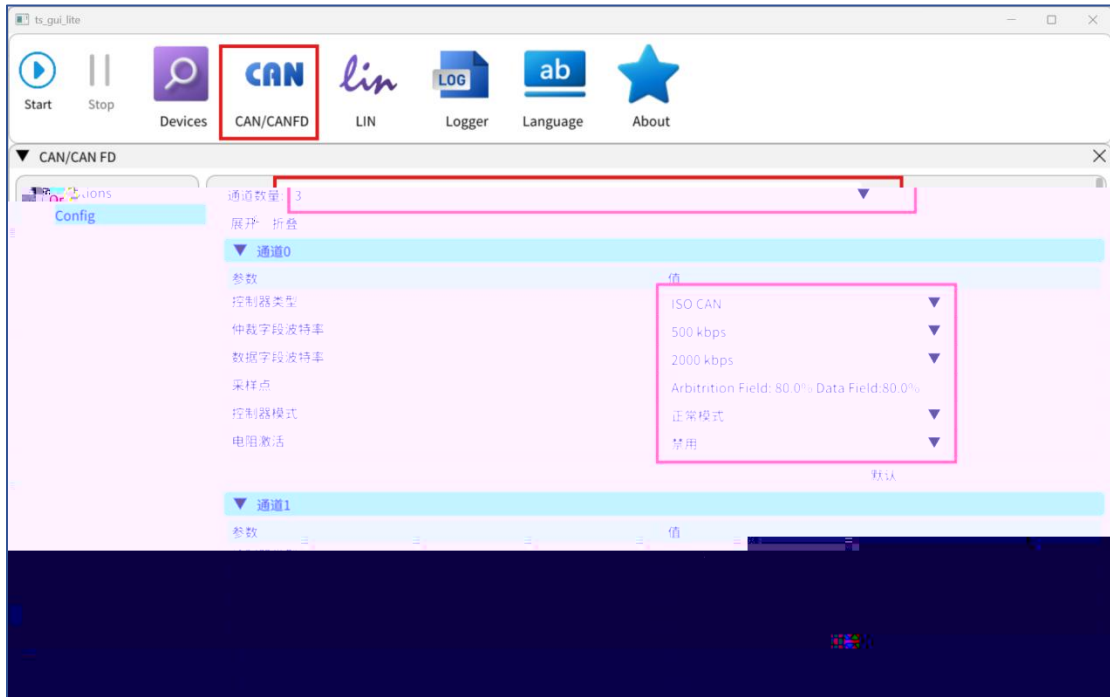 ts_gui_lite
Start
Stop
Devices
CAN
CAN/CANFD
lin
LIN
LOG
Logger
ab
Language
About
CAN/CAN FD
Config
通道数量: 3
展开 折叠
通道0
参数 值
控制器类型 ISO CAN
仲裁字段波特率 500 kbps
数据字段波特率 2000 kbps
采样点 Arbitrition Field: 80.0% Data Field:80.0%
控制器模式 正常模式
电阻激活 禁用
默认
通道1
参数 值